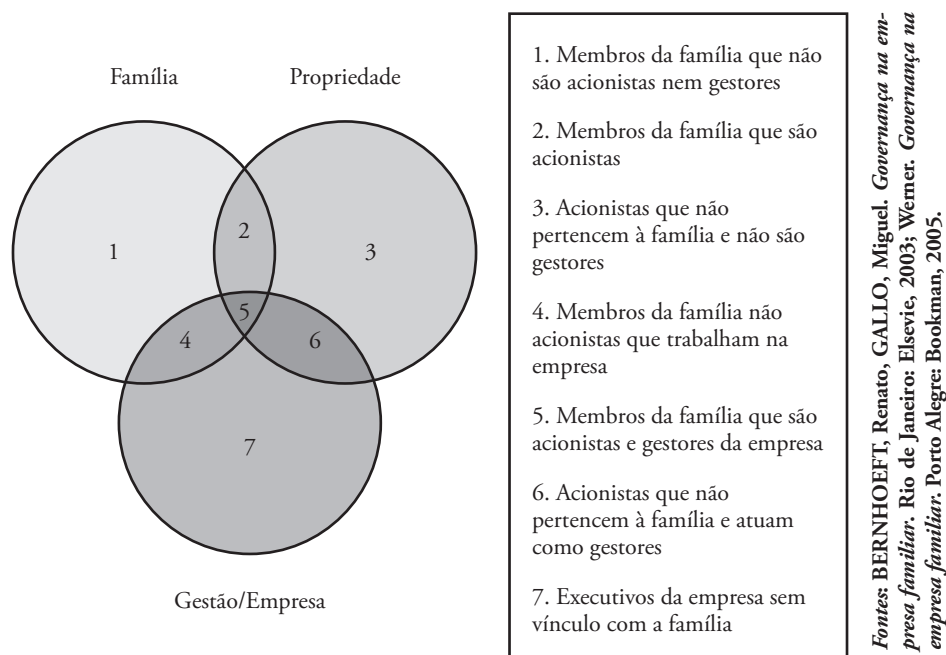 Família
Propriedade
1
2
3
4
5
6
7
Gestão/Empresa
1. Membros da família que não
são acionistas nem gestores
2. Membros da família que são
acionistas
3. Acionistas que não
pertencem à família e não são
gestores
4. Membros da família não
acionistas que trabalham na
empresa
5. Membros da família que são
acionistas e gestores da empresa
6. Acionistas que não
pertencem à família e atuam
como gestores
7. Executivos da empresa sem
vínculo com a família
Fontes: BERNHOEFT, Renato, GALLO, Miguel. Governança na em-
presa familiar. Rio de Janeiro: Elsevie, 2003; Werner. Governança na
empresa familiar. Porto Alegre: Bookman, 2005.